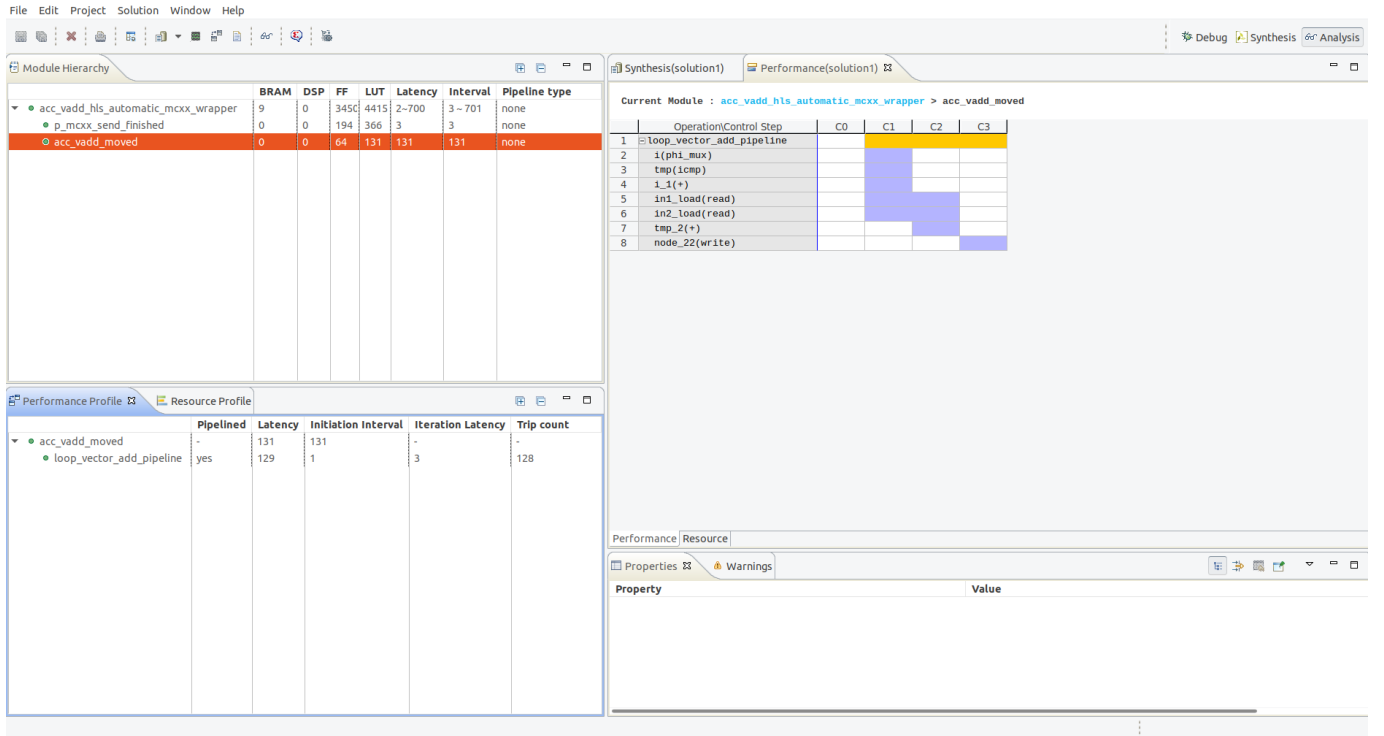 File Edit Project Solution Window Help
Debug Synthesis Analysis
Module Hierarchy
BRAM DSP FF LUT Latency Interval Pipeline type
acc_vadd_hls_automatic_mcxx_wrapper 9 0 3450 4415 2~700 3 ~ 701 none
p_mcxx_send_finished 0 0 194 366 3 3 none
acc_vadd_moved 0 0 64 131 131 131 none
Performance Profile Resource Profile
Pipelined Latency Initiation Interval Iteration Latency Trip count
acc_vadd_moved - 131 131 - -
loop_vector_add_pipeline yes 129 1 3 128
Synthesis(solution1) Performance(solution1)
Current Module : acc_vadd_hls_automatic_mcxx_wrapper > acc_vadd_moved
Operation\Control Step C0 C1 C2 C3
1 loop_vector_add_pipeline
2 i(phi_mux)
3 tmp(icmp)
4 i_1(+)
5 in1_load(read)
6 in2_load(read)
7 tmp_2(+)
8 node_22(write)
Performance Resource
Properties Warnings
Property Value